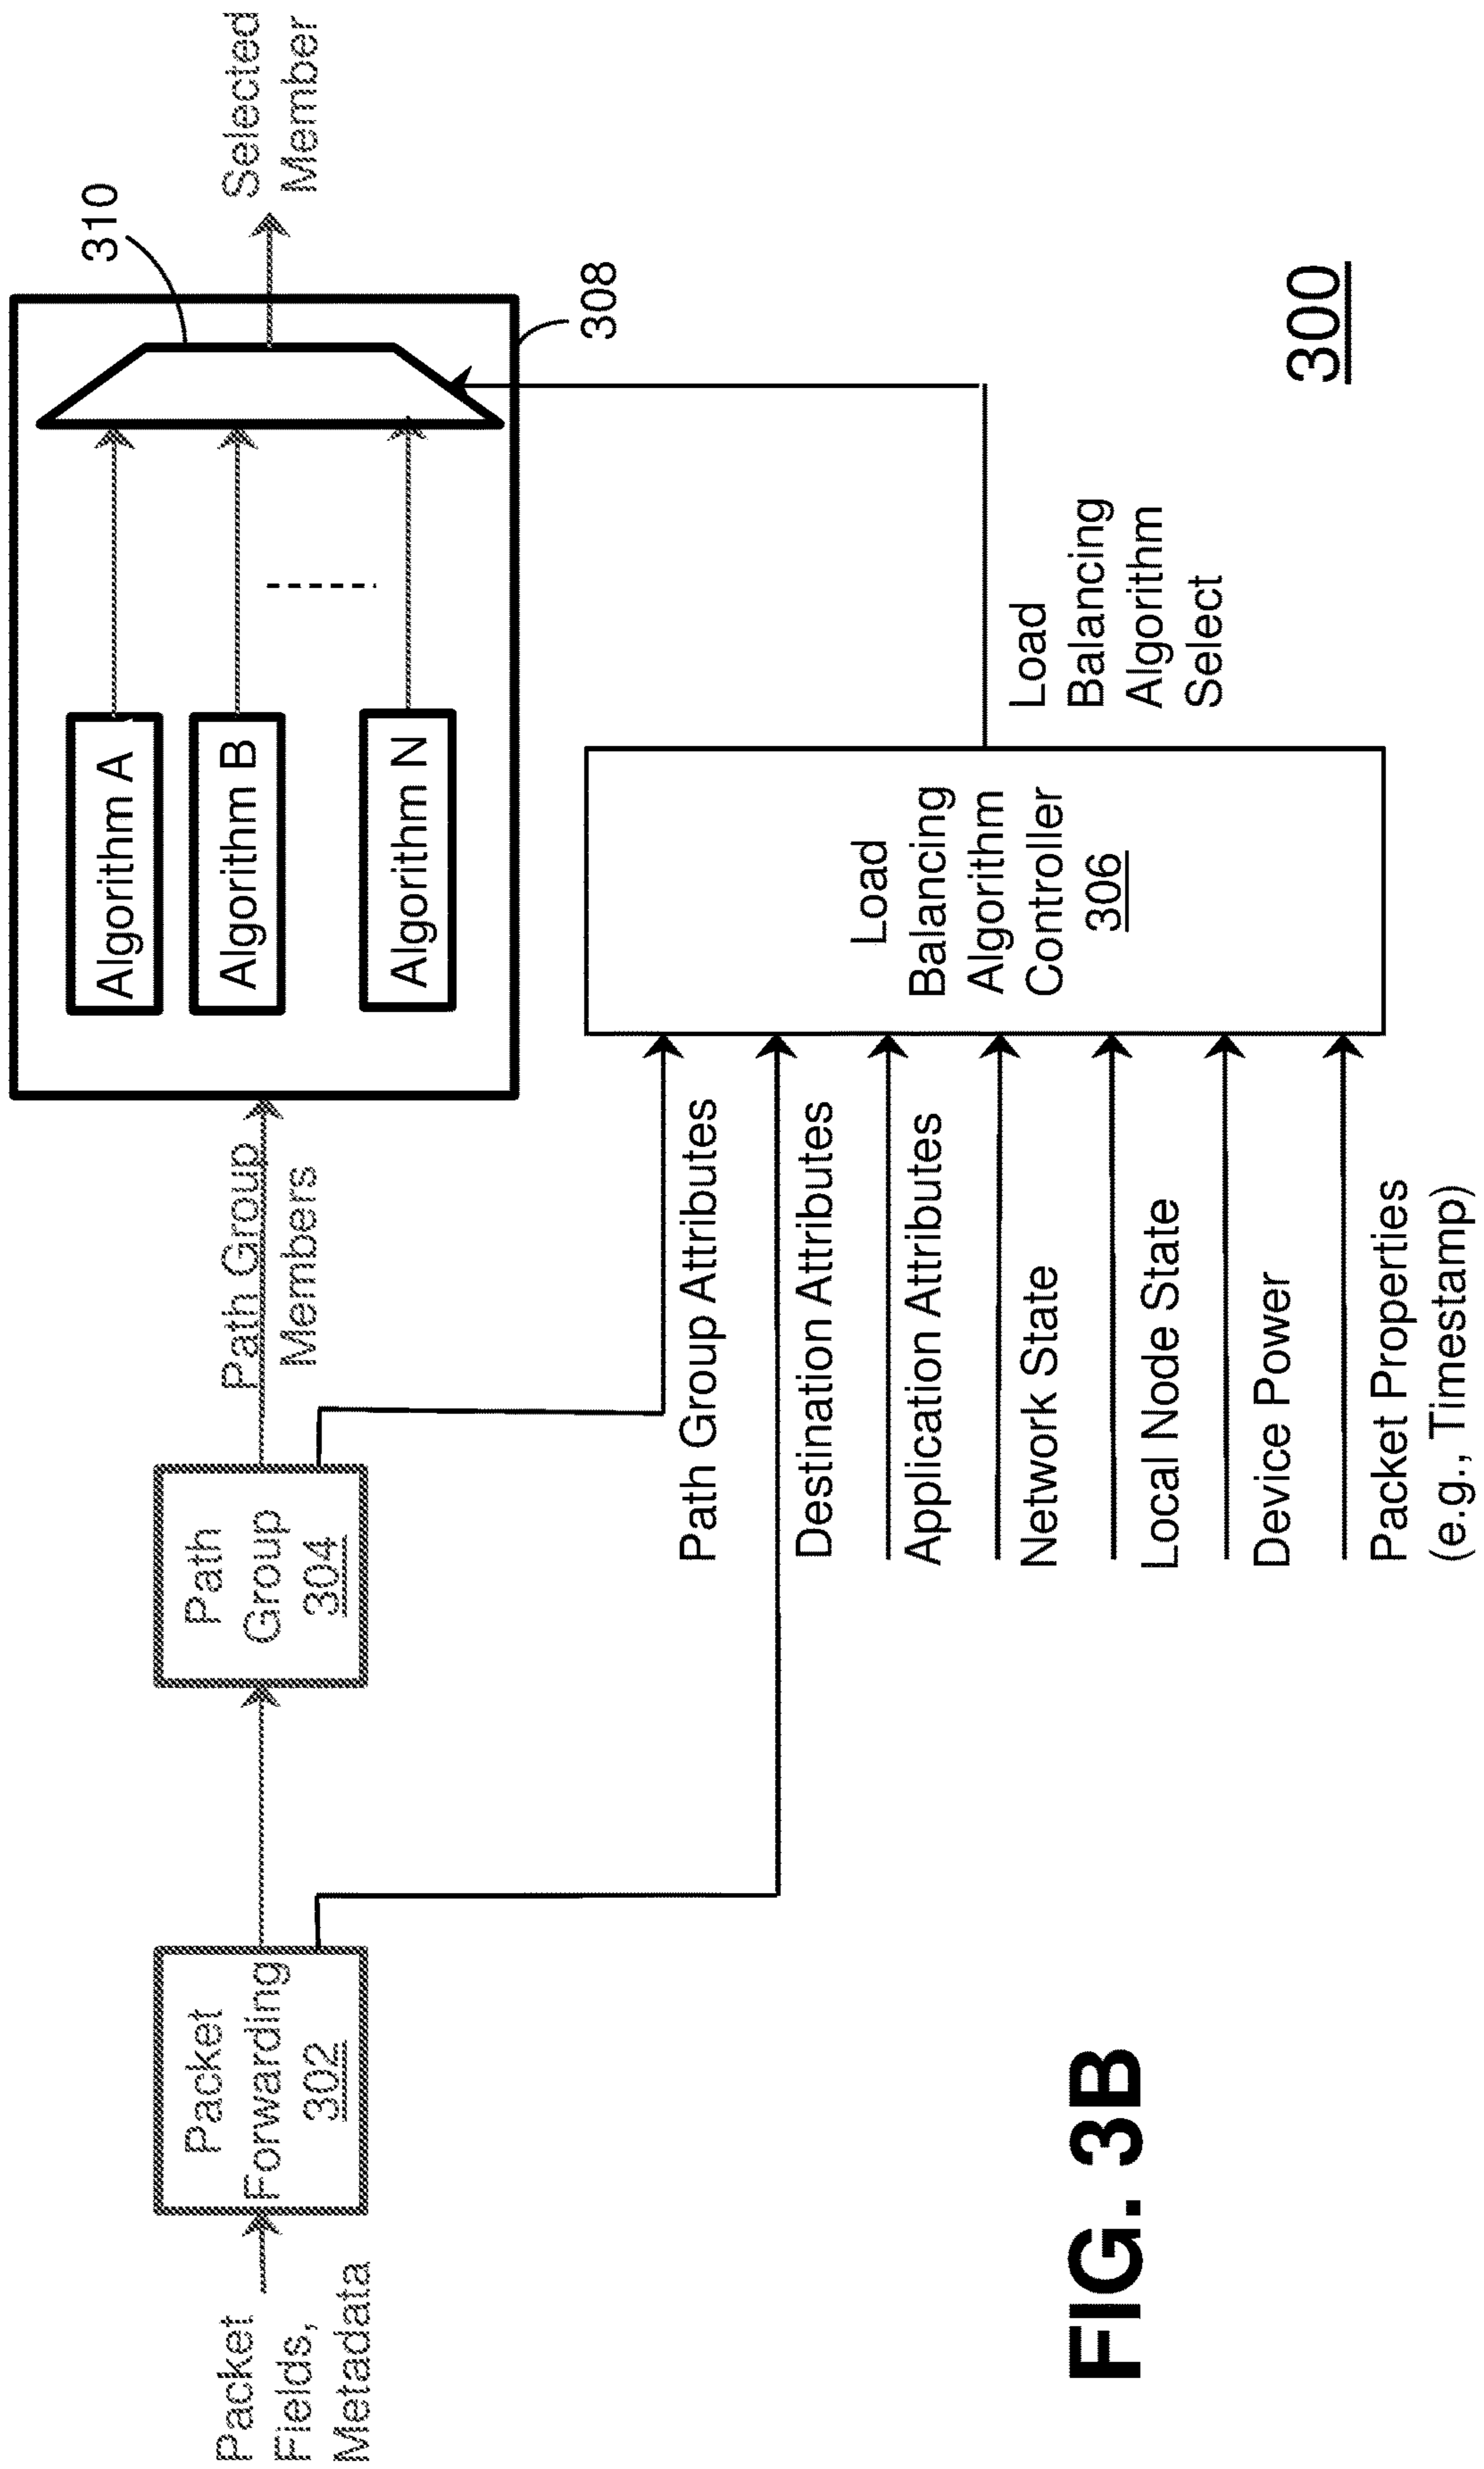 Packet
Fields,
Metadata
Packet
Forwarding
302
Path
Group
304
Path Group
Members
Algorithm A
Algorithm B
Algorithm N
310
308
Selected
Member
Path Group Attributes
Destination Attributes
Application Attributes
Network State
Local Node State
Device Power
Packet Properties
(e.g., Timestamp)
Load
Balancing
Algorithm
Controller
306
Load
Balancing
Algorithm
Select
300
FIG. 3B